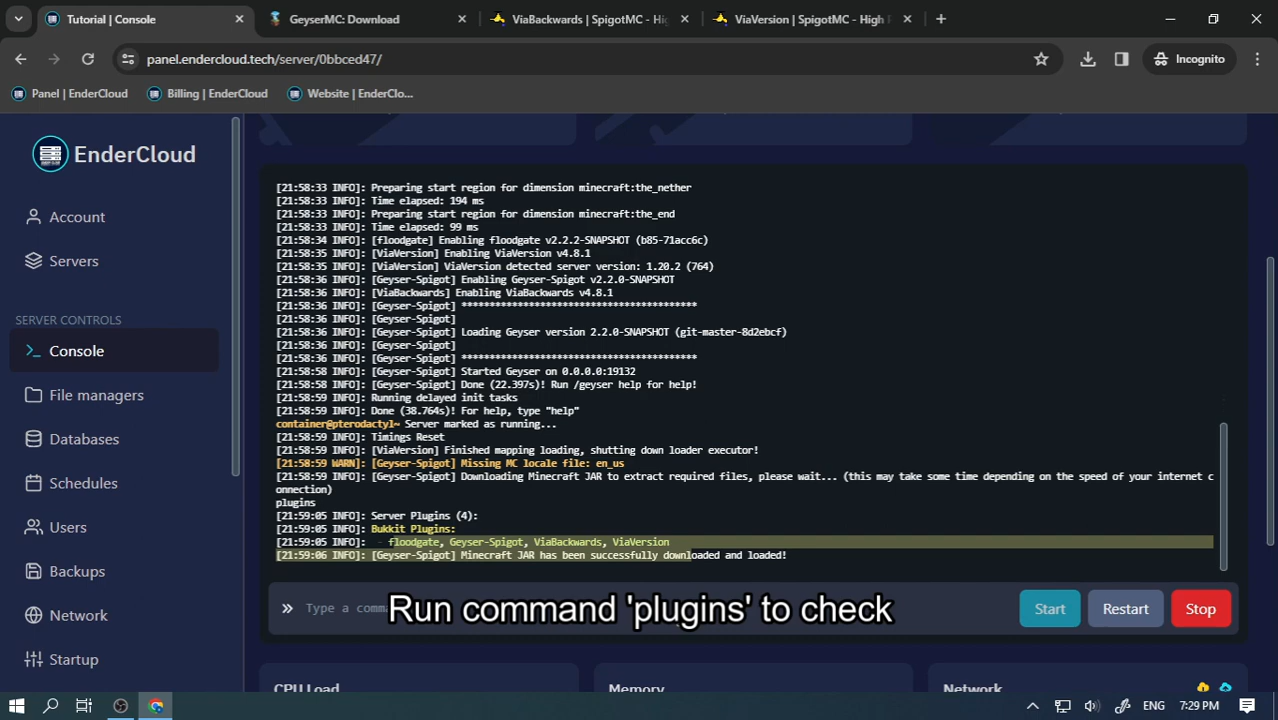 Tutorial | Console
GeyserMC: Download
ViaBackwards | SpigotMC - Hi
ViaVersion | SpigotMC - High
panel.endercloud.tech/server/0bbced47/
Incognito
Panel | EnderCloud
Billing | EnderCloud
Website | EnderClo...
EnderCloud
Account
Servers
SERVER CONTROLS
Console
File managers
Databases
Schedules
Users
Backups
Network
Startup
[21:58:33 INFO]: Preparing start region for dimension minecraft:the_nether
[21:58:33 INFO]: Time elapsed: 194 ms
[21:58:33 INFO]: Preparing start region for dimension minecraft:the_end
[21:58:33 INFO]: Time elapsed: 99 ms
[21:58:34 INFO]: [floodgate] Enabling floodgate v2.2.2-SNAPSHOT (b85-71acc6c)
[21:58:35 INFO]: [ViaVersion] Enabling ViaVersion v4.8.1
[21:58:35 INFO]: [ViaVersion] ViaVersion detected server version: 1.20.2 (764)
[21:58:36 INFO]: [Geyser-Spigot] Enabling Geyser-Spigot v2.2.0-SNAPSHOT
[21:58:36 INFO]: [ViaBackwards] Enabling ViaBackwards v4.8.1
[21:58:36 INFO]: [Geyser-Spigot] ******************************************
[21:58:36 INFO]: [Geyser-Spigot]
[21:58:36 INFO]: [Geyser-Spigot] Loading Geyser version 2.2.0-SNAPSHOT (git-master-8d2ebcf)
[21:58:36 INFO]: [Geyser-Spigot]
[21:58:36 INFO]: [Geyser-Spigot] ******************************************
[21:58:58 INFO]: [Geyser-Spigot] Started Geyser on 0.0.0.0:19132
[21:58:58 INFO]: [Geyser-Spigot] Done (22.397s)! Run /geyser help for help!
[21:58:59 INFO]: Running delayed init tasks
[21:58:59 INFO]: Done (38.764s)! For help, type "help"
container@pterodactyl~ Server marked as running...
[21:58:59 INFO]: Timings Reset
[21:58:59 INFO]: [ViaVersion] Finished mapping loading, shutting down loader executor!
[21:58:59 WARN]: [Geyser-Spigot] Missing MC locale file: en_us
[21:58:59 INFO]: [Geyser-Spigot] Downloading Minecraft JAR to extract required files, please wait... (this may take some time depending on the speed of your internet c
onnection)
plugins
[21:59:05 INFO]: Server Plugins (4):
[21:59:05 INFO]: Bukkit Plugins:
[21:59:05 INFO]:  - floodgate, Geyser-Spigot, ViaBackwards, ViaVersion
[21:59:06 INFO]: [Geyser-Spigot] Minecraft JAR has been successfully downloaded and loaded!
Type a comm
Run command 'plugins' to check
Start
Restart
Stop
CPU Load
Memory
Network
ENG
7:29 PM